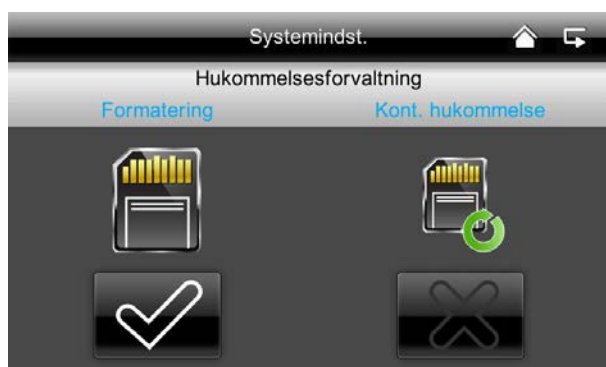 Systemindst.
Hukommelsesforvaltning
Formatering Kont. hukommelse